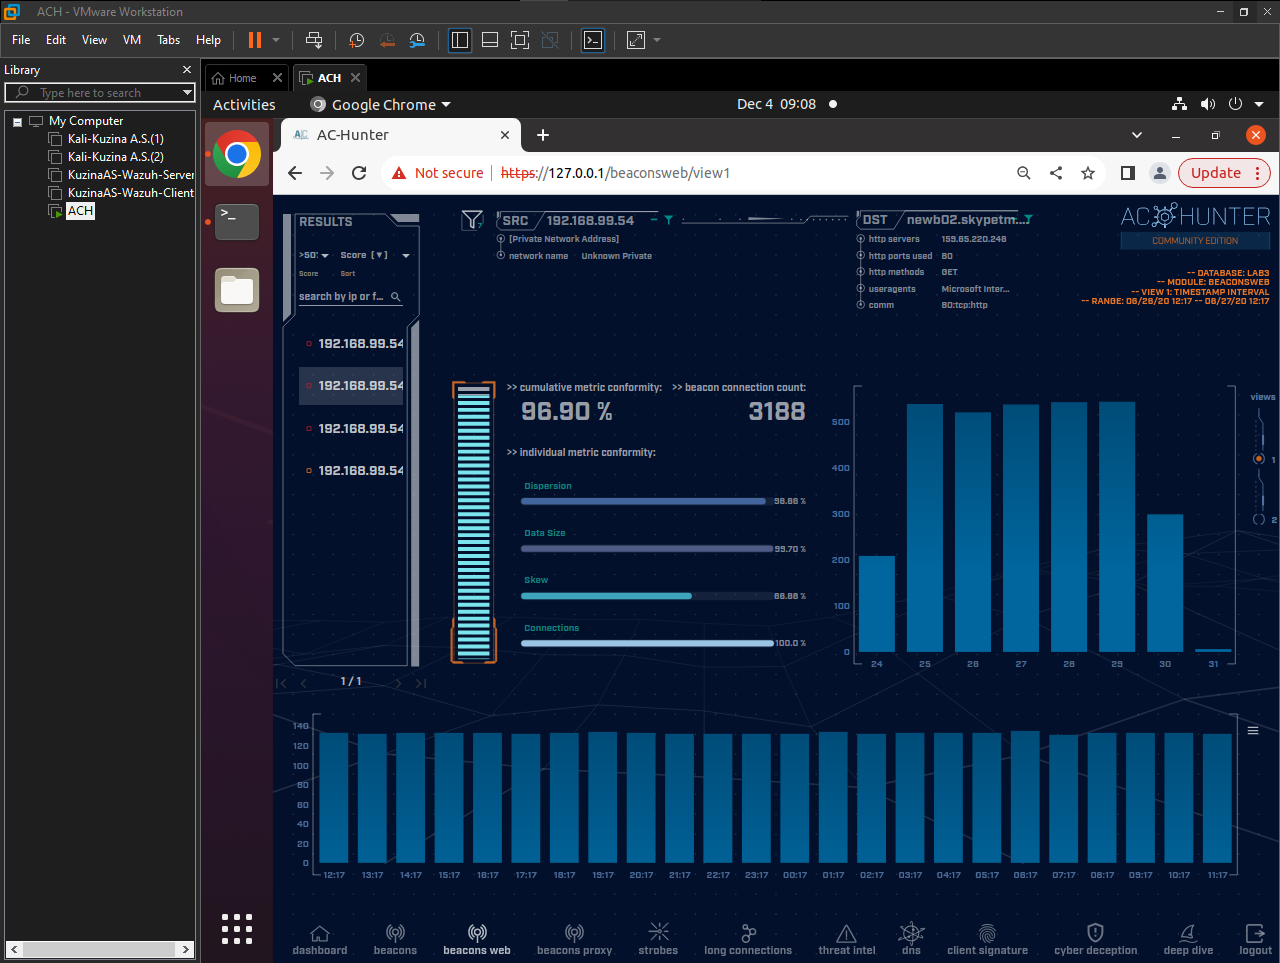 ACH - VMware Workstation
File Edit View VM Tabs Help
Library
Type here to search
My Computer
Kali-Kuzina A.S.(1)
Kali-Kuzina A.S.(2)
KuzinaAS-Wazuh-Server
KuzinaAS-Wazuh-Client
ACH
Home
ACH
Activities
Google Chrome
Dec 4 09:08
AC-Hunter
Not secure
https://127.0.0.1/beaconsweb/view1
Update
RESULTS
Score [▼]
Score Sort
search by ip or f...
192.168.99.54
192.168.99.54
192.168.99.54
192.168.99.54
1 / 1
SRC 192.168.99.54
[Private Network Address]
network name Unknown Private
DST newb02.skypetm...
http servers 159.65.220.246
http ports used 80
http methods GET
useragents Microsoft Inter...
comm 80:tcp:http
AC HUNTER
COMMUNITY EDITION
-- DATABASE: LAB3
-- MODULE: BEACONSWEB
-- VIEW 1: TIMESTAMP INTERVAL
-- RANGE: 06/26/20 12:17 -- 06/27/20 12:17
>> cumulative metric conformity:
96.90 %
>> beacon connection count:
3188
>> individual metric conformity:
Dispersion
Data Size
99.70 %
Skew
Connections
100.0 %
500
400
300
200
100
0
24 25 26 27 28 29 30 31
views
1
2
140
120
100
80
60
40
20
0
12:17 13:17 14:17 15:17 16:17 17:17 18:17 19:17 20:17 21:17 22:17 23:17 00:17 01:17 02:17 03:17 04:17 05:17 06:17 07:17 08:17 09:17 10:17 11:17
dashboard beacons beacons web beacons proxy strobes long connections threat intel dns client signature cyber deception deep dive logout